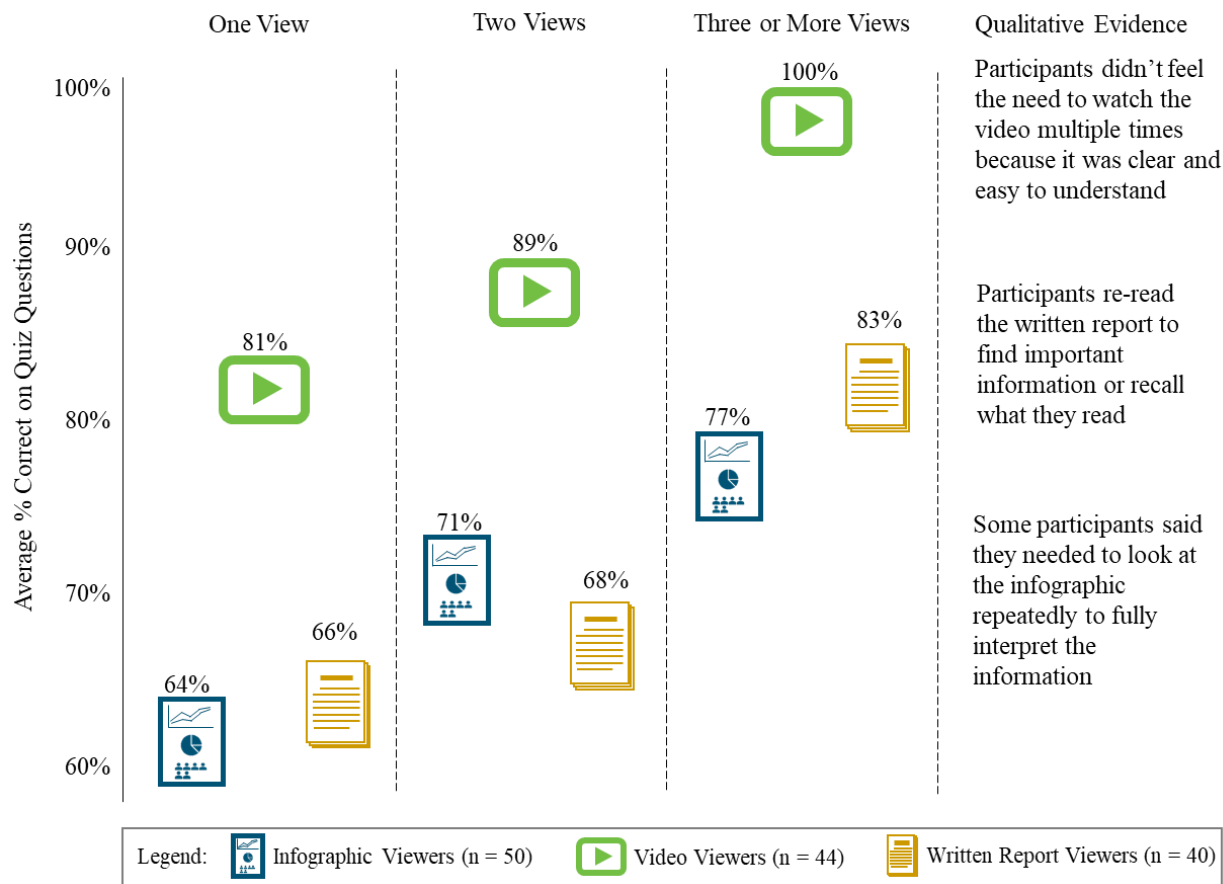 One View
Two Views
Three or More Views
Qualitative Evidence
Average % Correct on Quiz Questions
100%
90%
80%
70%
60%
81%
64%
66%
89%
71%
68%
100%
77%
83%
Participants didn’t feel
the need to watch the
video multiple times
because it was clear and
easy to understand
Participants re-read
the written report to
find important
information or recall
what they read
Some participants said
they needed to look at
the infographic
repeatedly to fully
interpret the
information
Legend:
Infographic Viewers (n = 50)
Video Viewers (n = 44)
Written Report Viewers (n = 40)